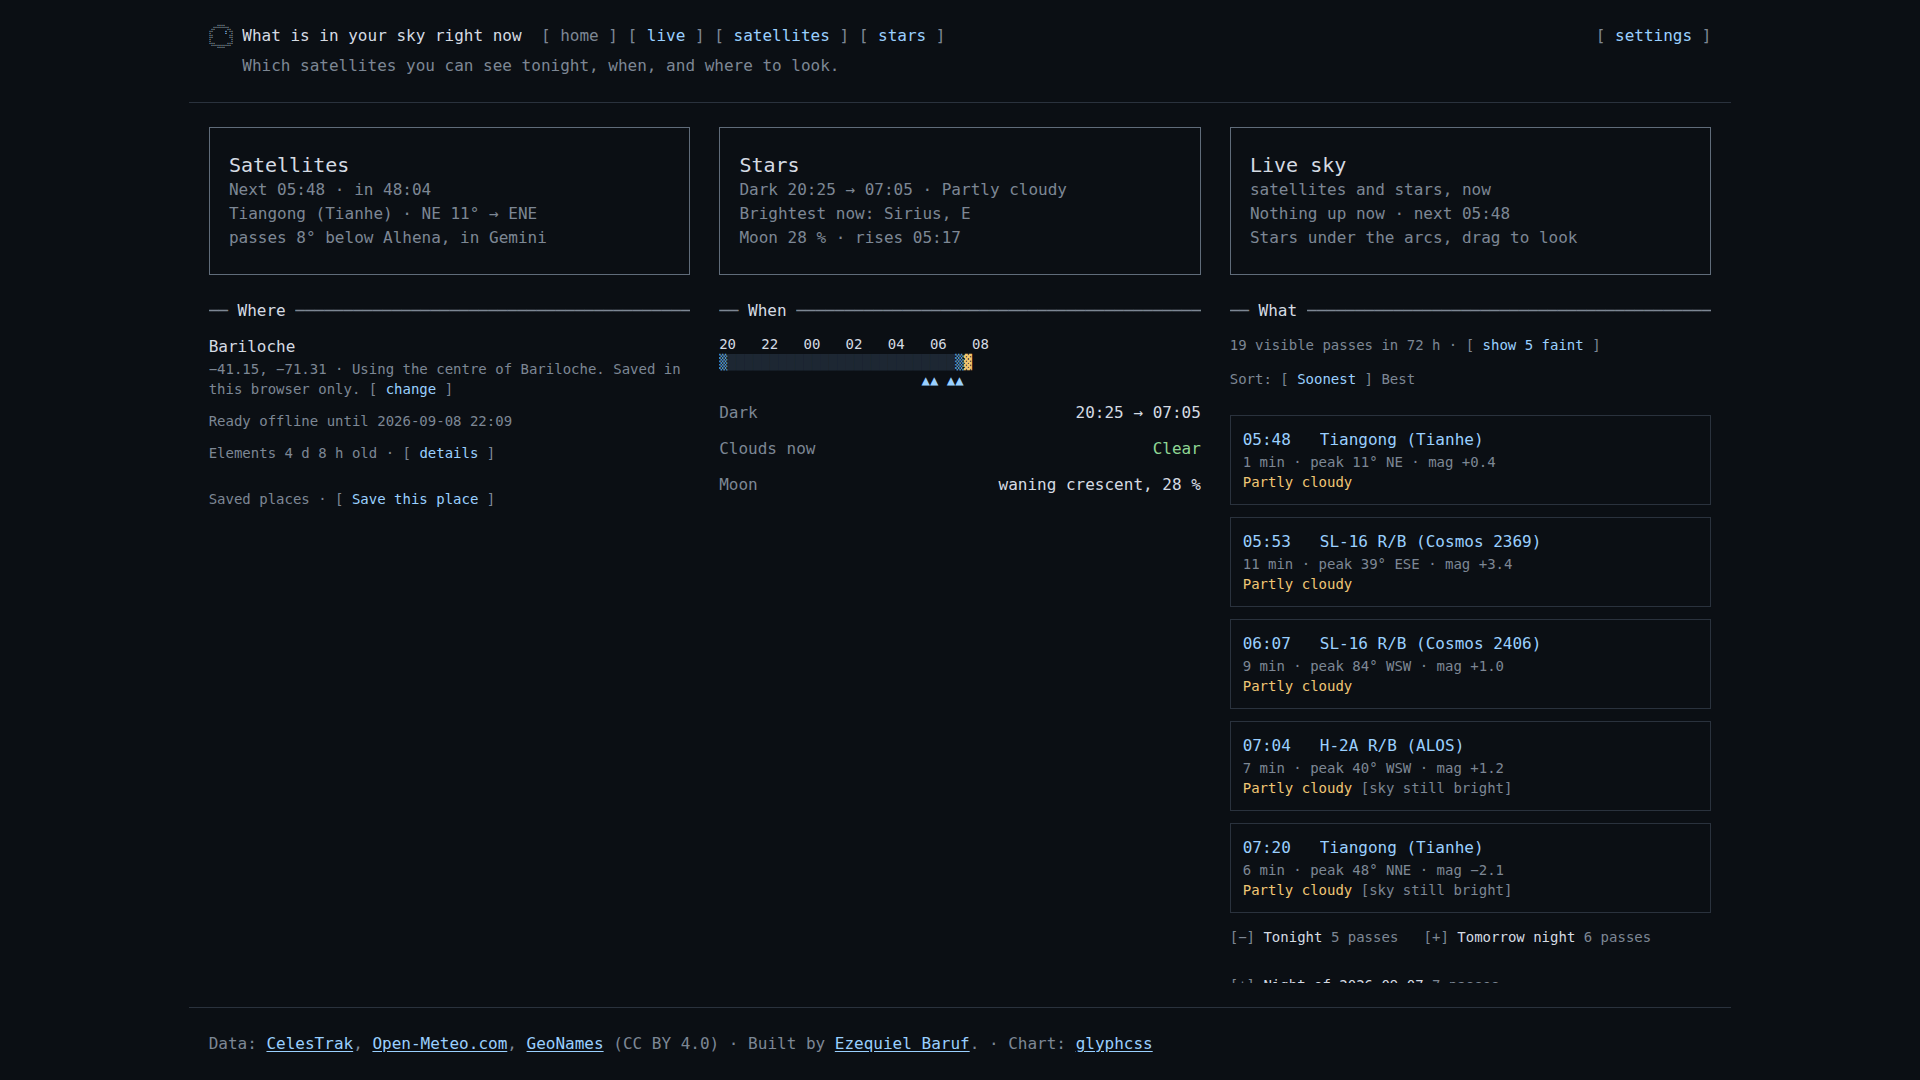 What is in your sky right now [ home ] [ live ] [ satellites ] [ stars ] [ settings ]
Which satellites you can see tonight, when, and where to look.
Satellites
Next 05:48 · in 48:04
Tiangong (Tianhe) · NE 11° → ENE
passes 8° below Alhena, in Gemini
Stars
Dark 20:25 → 07:05 · Partly cloudy
Brightest now: Sirius, E
Moon 28 % · rises 05:17
Live sky
satellites and stars, now
Nothing up now · next 05:48
Stars under the arcs, drag to look
Where
Bariloche
−41.15, −71.31 · Using the centre of Bariloche. Saved in
this browser only. [ change ]
Ready offline until 2026-09-08 22:09
Elements 4 d 8 h old · [ details ]
Saved places · [ Save this place ]
When
20 22 00 02 04 06 08
▲▲ ▲▲
Dark 20:25 → 07:05
Clouds now Clear
Moon waning crescent, 28 %
What
19 visible passes in 72 h · [ show 5 faint ]
Sort: [ Soonest ] Best
05:48 Tiangong (Tianhe)
1 min · peak 11° NE · mag +0.4
Partly cloudy
05:53 SL-16 R/B (Cosmos 2369)
11 min · peak 39° ESE · mag +3.4
Partly cloudy
06:07 SL-16 R/B (Cosmos 2406)
9 min · peak 84° WSW · mag +1.0
Partly cloudy
07:04 H-2A R/B (ALOS)
7 min · peak 40° WSW · mag +1.2
Partly cloudy [sky still bright]
07:20 Tiangong (Tianhe)
6 min · peak 48° NNE · mag −2.1
Partly cloudy [sky still bright]
[−] Tonight 5 passes [+] Tomorrow night 6 passes
[+] Night of 2026-09-07 7 passes
Data: CelesTrak, Open-Meteo.com, GeoNames (CC BY 4.0) · Built by Ezequiel Baruf. · Chart: glyphcss